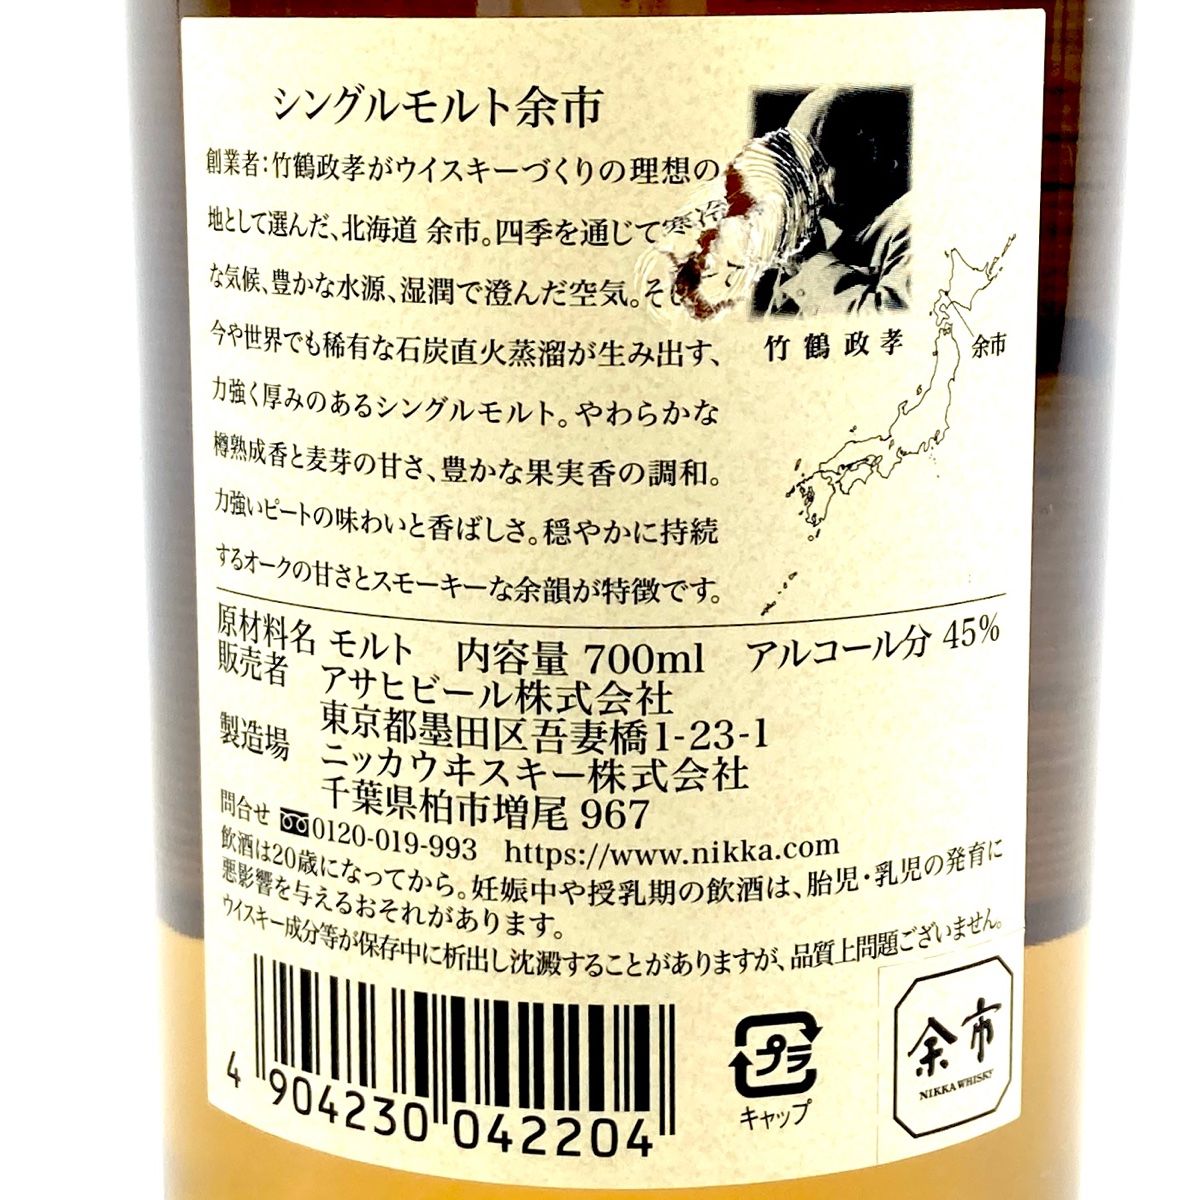 シングルモルト余市
創業者:竹鶴政孝がウイスキーづくりの理想の
地として選んだ、北海道 余市。四季を通じて寒冷
な気候、豊かな水源、湿潤で澄んだ空気。そし
今や世界でも稀有な石炭直火蒸溜が生み出す、
力強く厚みのあるシングルモルト。やわらかな
樽熟成香と麦芽の甘さ、豊かな果実香の調和。
力強いピートの味わいと香ばしさ。穏やかに持続
するオークの甘さとスモーキーな余韻が特徴です。
竹鶴政孝
余市
原材料名 モルト 内容量 700ml アルコール分 45%
販売者 アサヒビール株式会社
東京都墨田区吾妻橋1-23-1
製造場 ニッカウヰスキー株式会社
千葉県柏市増尾 967
問合せ 0120-019-993 https://www.nikka.com
飲酒は20歳になってから。妊娠中や授乳期の飲酒は、胎児・乳児の発育に
悪影響を与えるおそれがあります。
ウイスキー成分等が保存中に析出し沈澱することがありますが、品質上問題ございません。
4 904230 042204
プラ
キャップ
余市
NIKKA WHISKY